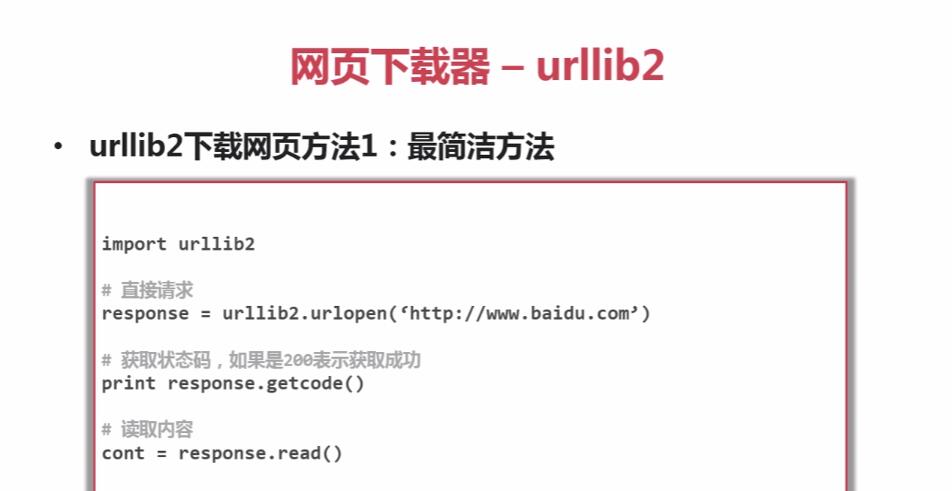 网页下载器 – urllib2
• urllib2下载网页方法1：最简洁方法
import urllib2
# 直接请求
response = urllib2.urlopen(‘http://www.baidu.com’)
# 获取状态码，如果是200表示获取成功
print response.getcode()
# 读取内容
cont = response.read()